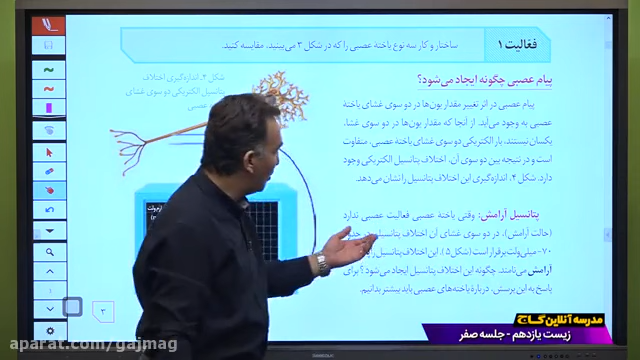 فعّالیت ۱
ساختار و کار سه نوع یاخته عصبی را که در شکل ۳ می‌بینید، مقایسه کنید.
پیام عصبی چگونه ایجاد می‌شود؟
پیام عصبی در اثر تغییر مقدار یون‌ها در دو سوی غشای یاخته
عصبی به وجود می‌آید. از آنجا که مقدار یون‌ها در دو سوی غشا،
یکسان نیستند، بار الکتریکی دو سوی غشای یاخته عصبی، متفاوت
است و در نتیجه بین دو سوی آن، اختلاف پتانسیل الکتریکی وجود
دارد. شکل ۴، اندازه‌گیری این اختلاف پتانسیل را نشان می‌دهد.
پتانسیل آرامش: وقتی یاخته عصبی فعالیت عصبی ندارد
(حالت آرامش)، در دو سوی غشای آن اختلاف پتانسیلی در حدود
۷۰- میلی‌ولت برقرار است (شکل۵). این اختلاف پتانسیل را
آرامش می‌نامند. چگونه این اختلاف پتانسیل ایجاد می‌شود؟ برای
پاسخ به این پرسش، درباره یاخته‌های عصبی باید بیشتر بدانیم.
شکل ۴ـ اندازه‌گیری اختلاف
پتانسیل الکتریکی دو سوی غشای
عصبی
۳
مدرسه آنلاین گاج
زیست یازدهم - جلسه صفر
aparat.com/gajmag